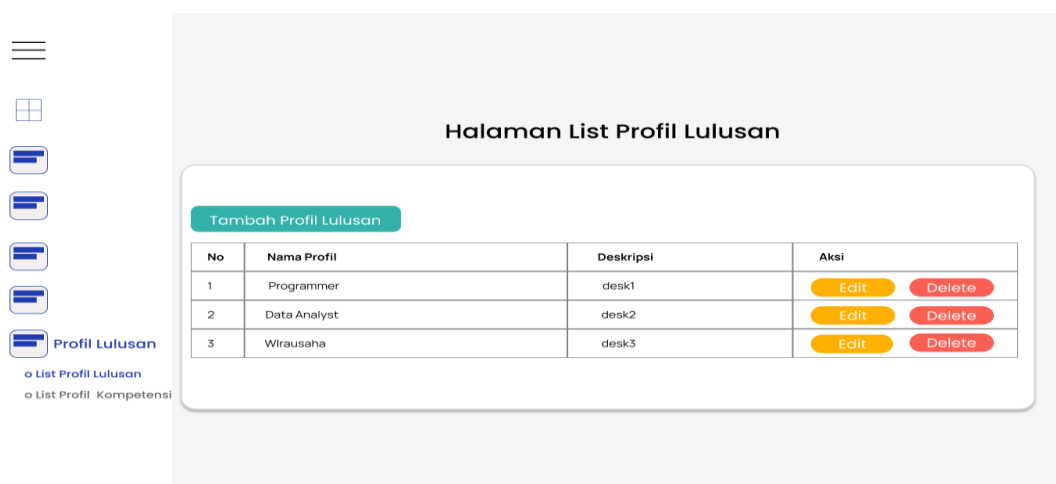 Halaman List Profil Lulusan
Tambah Profil Lulusan
No Nama Profil Deskripsi Aksi
1 Programmer desk1 Edit Delete
2 Data Analyst desk2 Edit Delete
3 WIrausaha desk3 Edit Delete
Profil Lulusan
o List Profil Lulusan
o List Profil Kompetensi